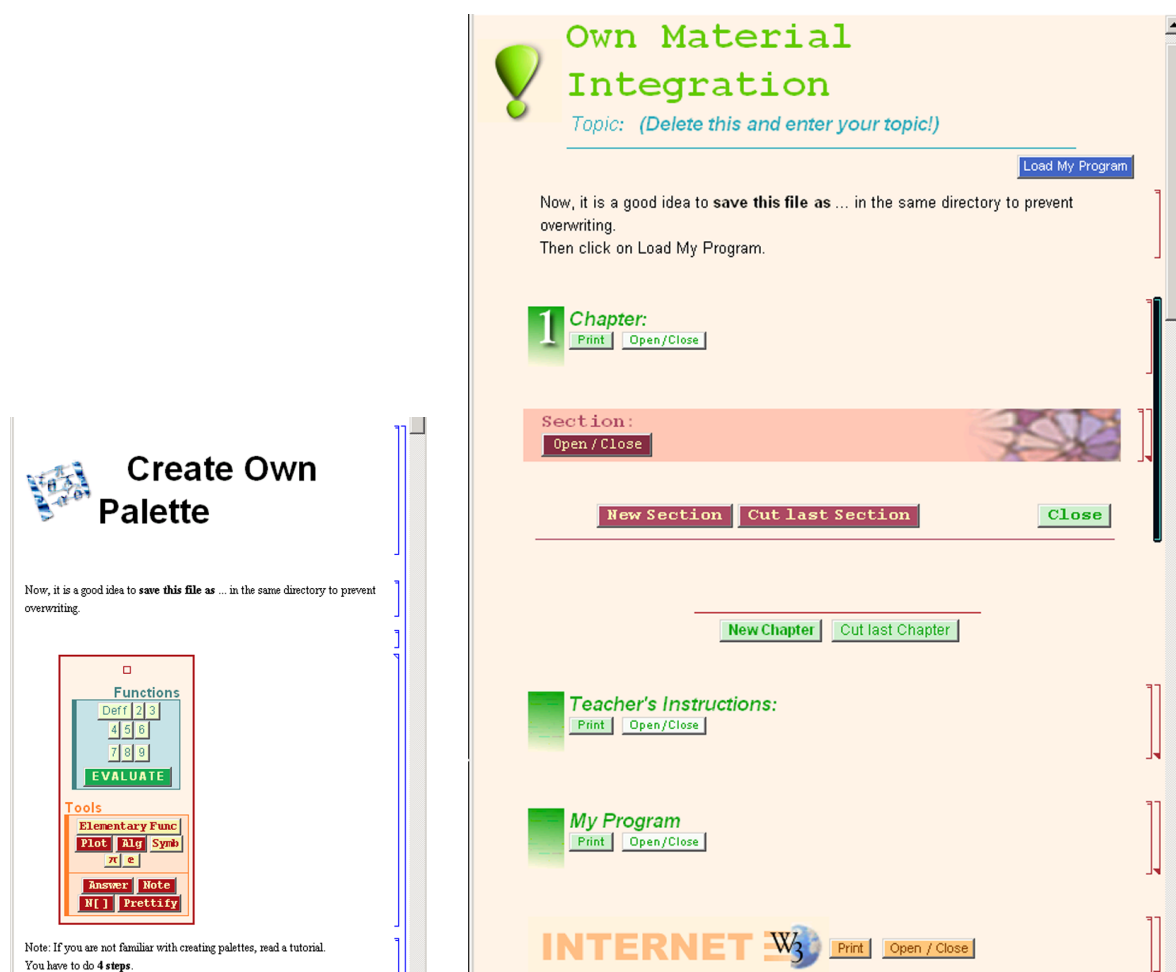 Create Own
Palette
Now, it is a good idea to save this file as ... in the same directory to prevent
overwriting.
Functions
Deff 2 3
4 5 6
7 8 9
EVALUATE
Tools
Elementary Func
Plot Alg Symb
π e
Answer Note
N[ ] Prettify
Note: If you are not familiar with creating palettes, read a tutorial.
You have to do 4 steps.
Own Material
Integration
Topic: (Delete this and enter your topic!)
Load My Program
Now, it is a good idea to save this file as ... in the same directory to prevent
overwriting.
Then click on Load My Program.
1 Chapter:
Print Open/Close
Section:
Open / Close
New Section Cut last Section Close
New Chapter Cut last Chapter
Teacher's Instructions:
Print Open/Close
My Program
Print Open/Close
INTERNET W3 Print Open / Close